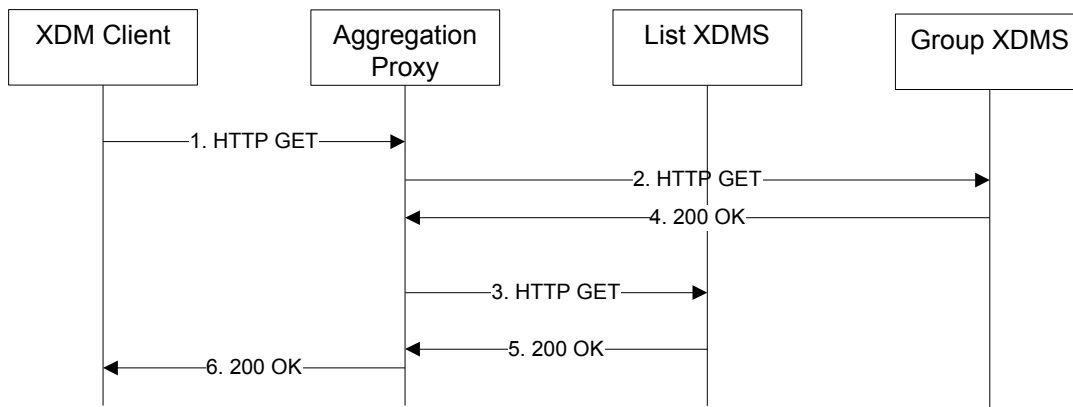 XDM Client
Aggregation
Proxy
List XDMS
Group XDMS
1. HTTP GET
2. HTTP GET
4. 200 OK
3. HTTP GET
5. 200 OK
6. 200 OK